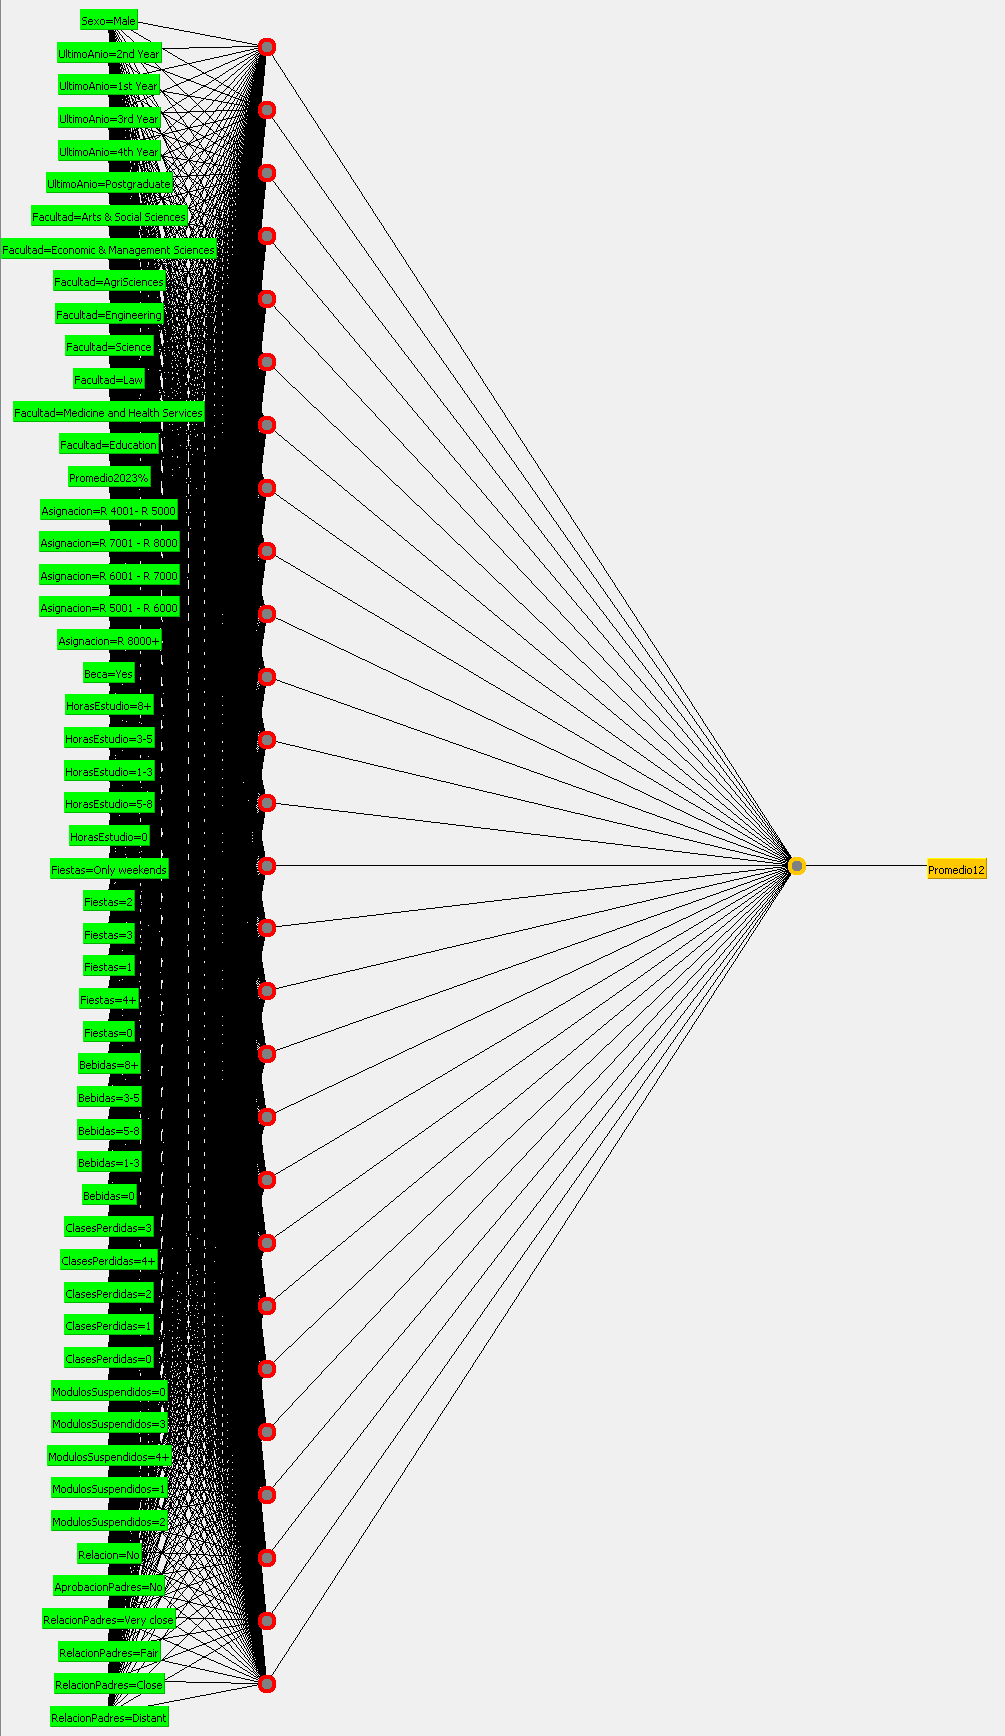 Sexo=Male
UltimoAnio=2nd Year
UltimoAnio=1st Year
UltimoAnio=3rd Year
UltimoAnio=4th Year
UltimoAnio=Postgraduate
Facultad=Arts & Social Sciences
Facultad=Economic & Management Sciences
Facultad=AgriSciences
Facultad=Engineering
Facultad=Science
Facultad=Law
Facultad=Medicine and Health Services
Facultad=Education
Promedio2023%
Asignacion=R 4001- R 5000
Asignacion=R 7001 - R 8000
Asignacion=R 6001 - R 7000
Asignacion=R 5001 - R 6000
Asignacion=R 8000+
Beca=Yes
HorasEstudio=8+
HorasEstudio=3-5
HorasEstudio=1-3
HorasEstudio=5-8
HorasEstudio=0
Fiestas=Only weekends
Promedio12
Fiestas=2
Fiestas=3
Fiestas=1
Fiestas=4+
Fiestas=0
Bebidas=8+
Bebidas=3-5
Bebidas=5-8
Bebidas=1-3
Bebidas=0
ClasesPerdidas=3
ClasesPerdidas=4+
ClasesPerdidas=2
ClasesPerdidas=1
ClasesPerdidas=0
ModulosSuspendidos=0
ModulosSuspendidos=3
ModulosSuspendidos=4+
ModulosSuspendidos=1
ModulosSuspendidos=2
Relacion=No
AprobacionPadres=No
RelacionPadres=Very close
RelacionPadres=Fair
RelacionPadres=Close
RelacionPadres=Distant